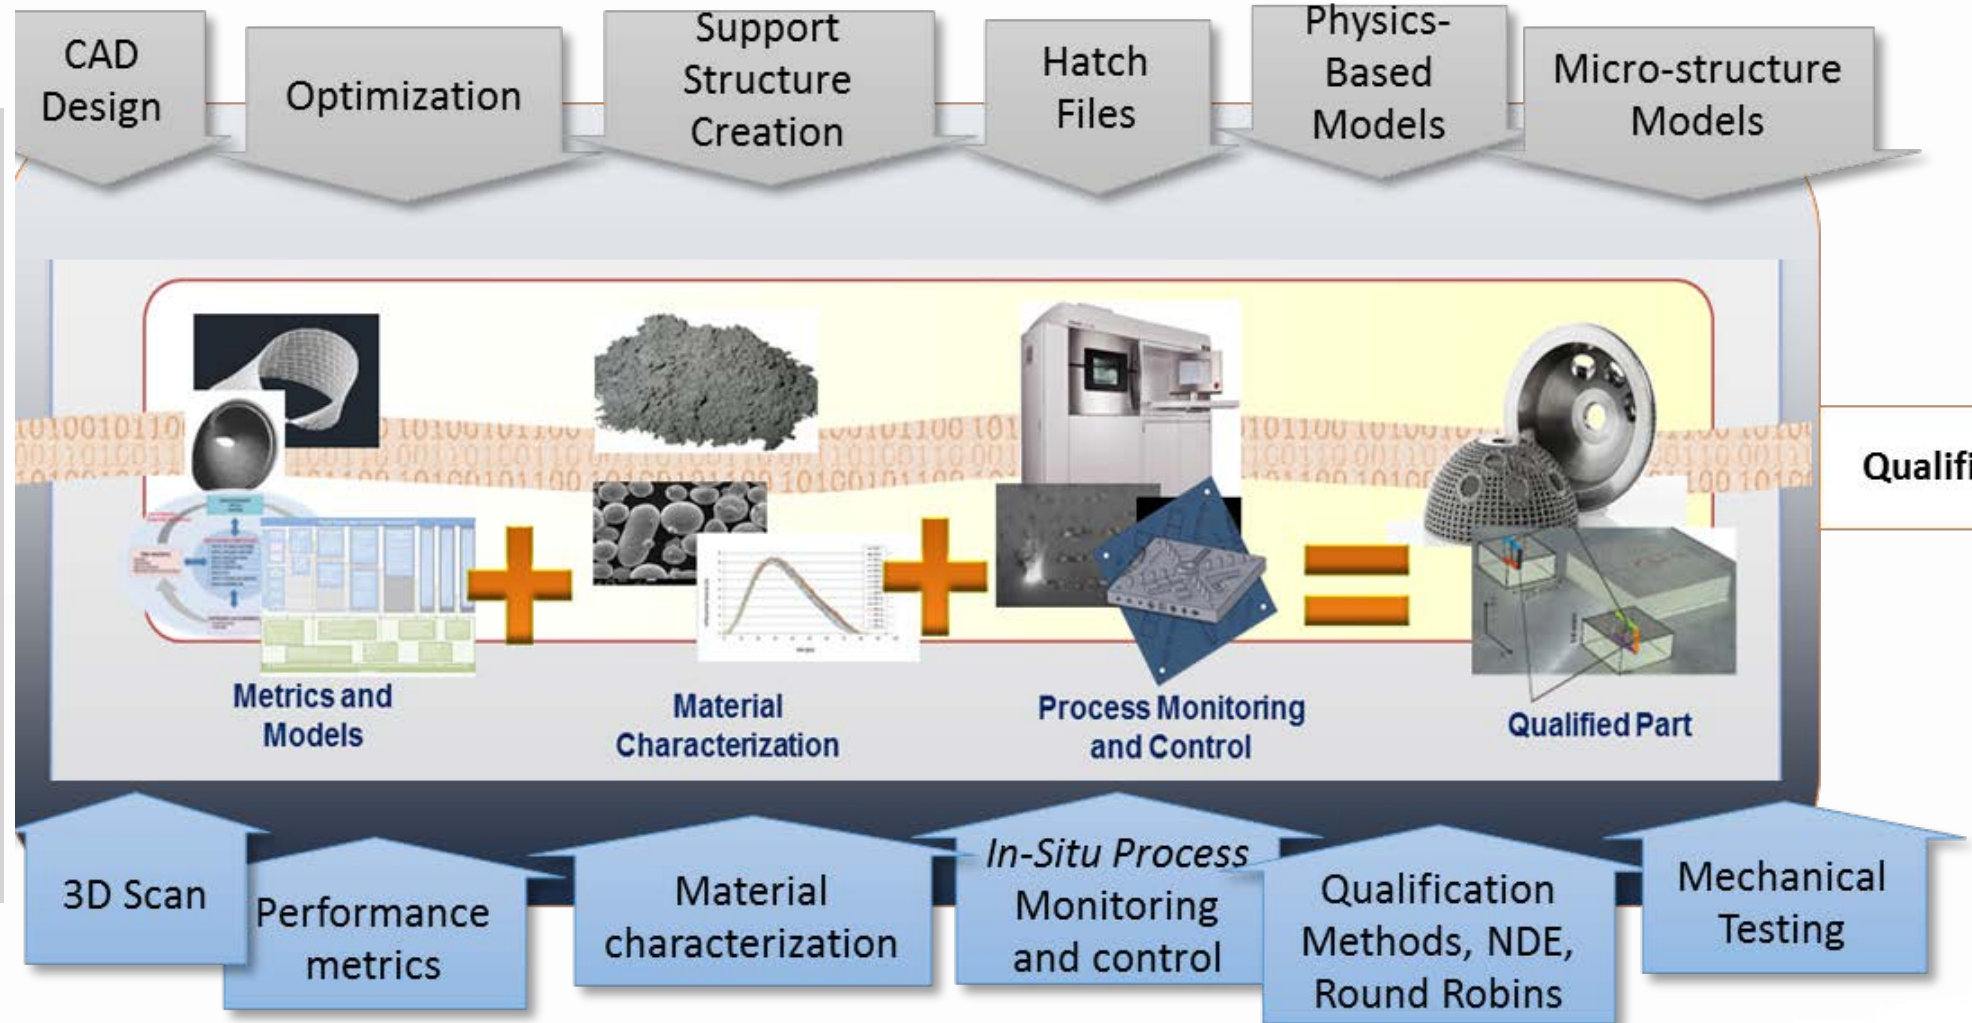 CAD
Design
Optimization
Support
Structure
Creation
Hatch
Files
Physics-
Based
Models
Micro-structure
Models
Metrics and
Models
Material
Characterization
Process Monitoring
and Control
Qualified Part
Qualifi
3D Scan
Performance
metrics
Material
characterization
In-Situ Process
Monitoring
and control
Qualification
Methods, NDE,
Round Robins
Mechanical
Testing